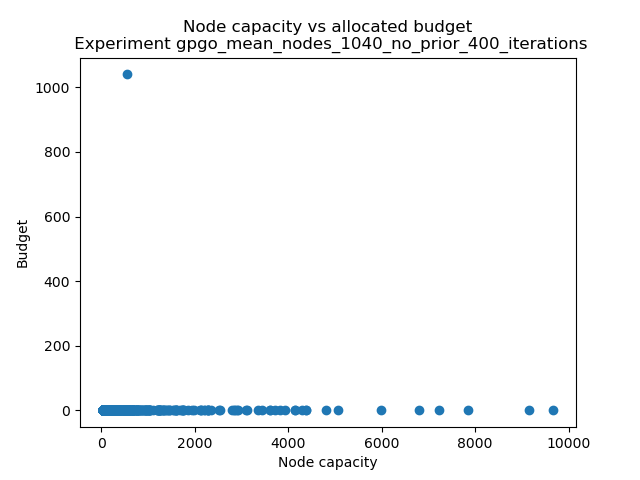 Node capacity vs allocated budget
Experiment gpgo_mean_nodes_1040_no_prior_400_iterations
1000
800
600
400
200
0
Budget
0 2000 4000 6000 8000 10000
Node capacity